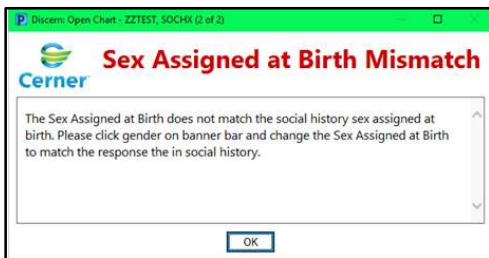 Discern: Open Chart - ZZTEST, SOCHX (2 of 2)
Cerner
Sex Assigned at Birth Mismatch
The Sex Assigned at Birth does not match the social history sex assigned at
birth. Please click gender on banner bar and change the Sex Assigned at Birth
to match the response the in social history.
OK